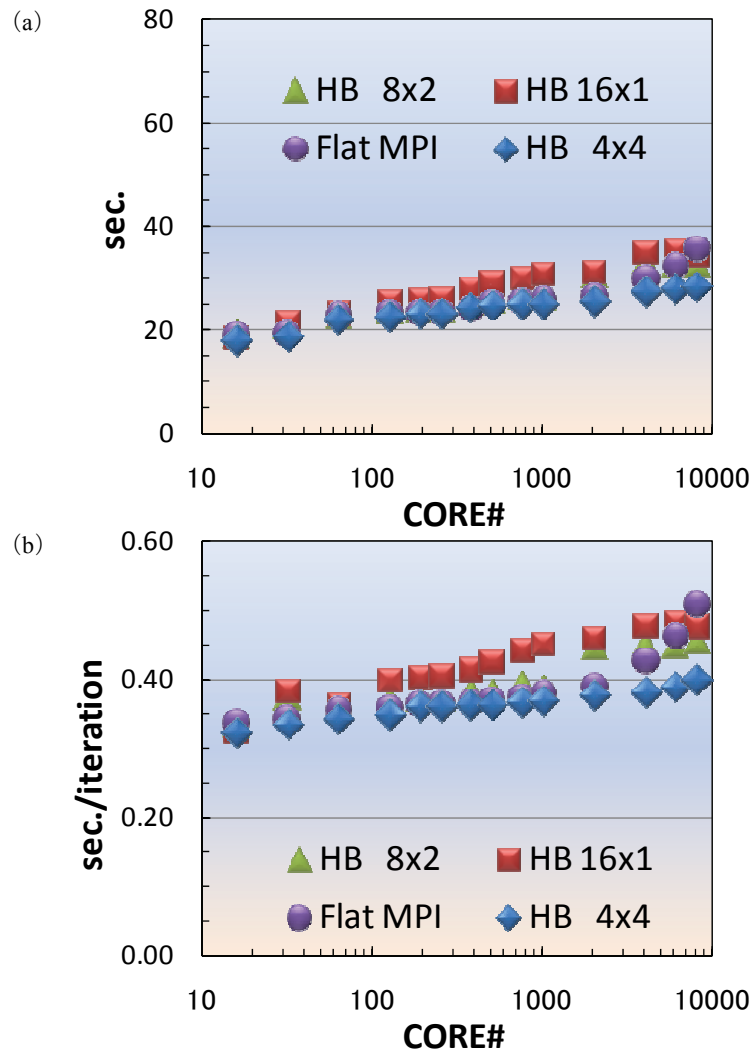 (a)
80
60
40
20
0
sec.
HB 8x2
HB 16x1
Flat MPI
HB 4x4
10
100
1000
10000
CORE#
(b)
0.60
0.40
0.20
0.00
sec./iteration
HB 8x2
HB 16x1
Flat MPI
HB 4x4
10
100
1000
10000
CORE#